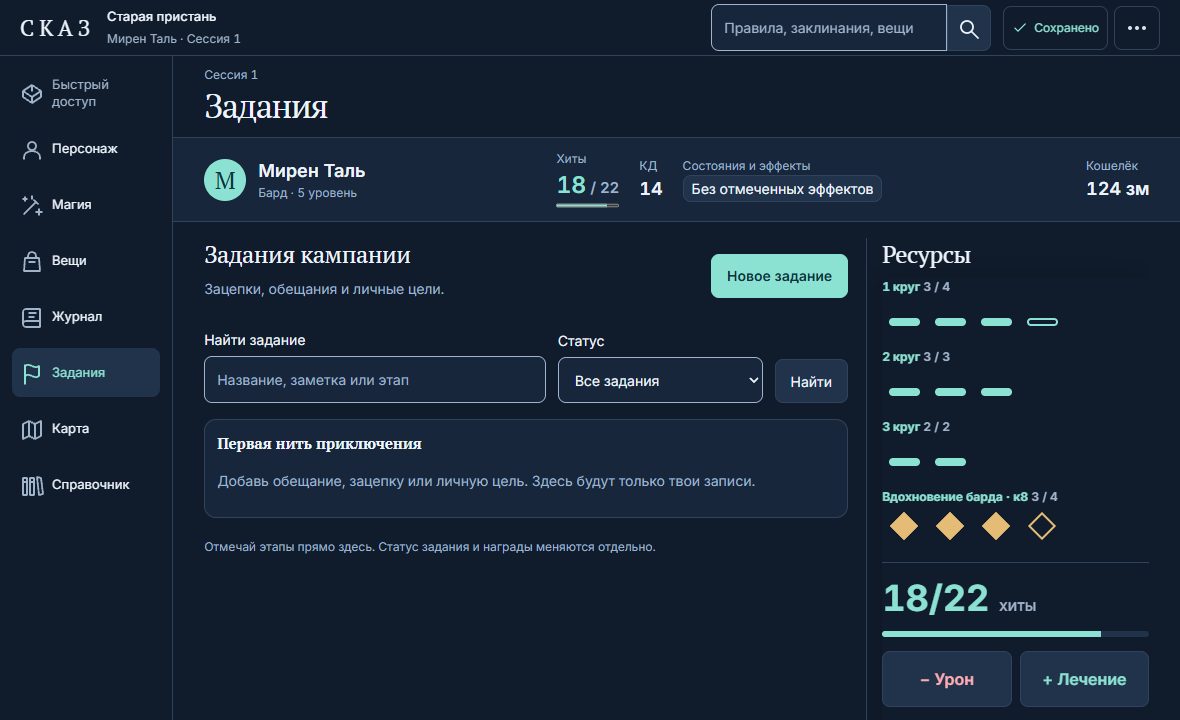 СКАЗ
Старая пристань
Мирен Таль · Сессия 1
Правила, заклинания, вещи
Сохранено
Быстрый
доступ
Персонаж
Магия
Вещи
Журнал
Задания
Карта
Справочник
Сессия 1
Задания
М
Мирен Таль
Бард · 5 уровень
Хиты
18 / 22
КД
14
Состояния и эффекты
Без отмеченных эффектов
Кошелёк
124 зм
Задания кампании
Зацепки, обещания и личные цели.
Новое задание
Найти задание
Название, заметка или этап
Статус
Все задания
Найти
Первая нить приключения
Добавь обещание, зацепку или личную цель. Здесь будут только твои записи.
Отмечай этапы прямо здесь. Статус задания и награды меняются отдельно.
Ресурсы
1 круг 3 / 4
2 круг 3 / 3
3 круг 2 / 2
Вдохновение барда · к8 3 / 4
18/22 хиты
− Урон
+ Лечение